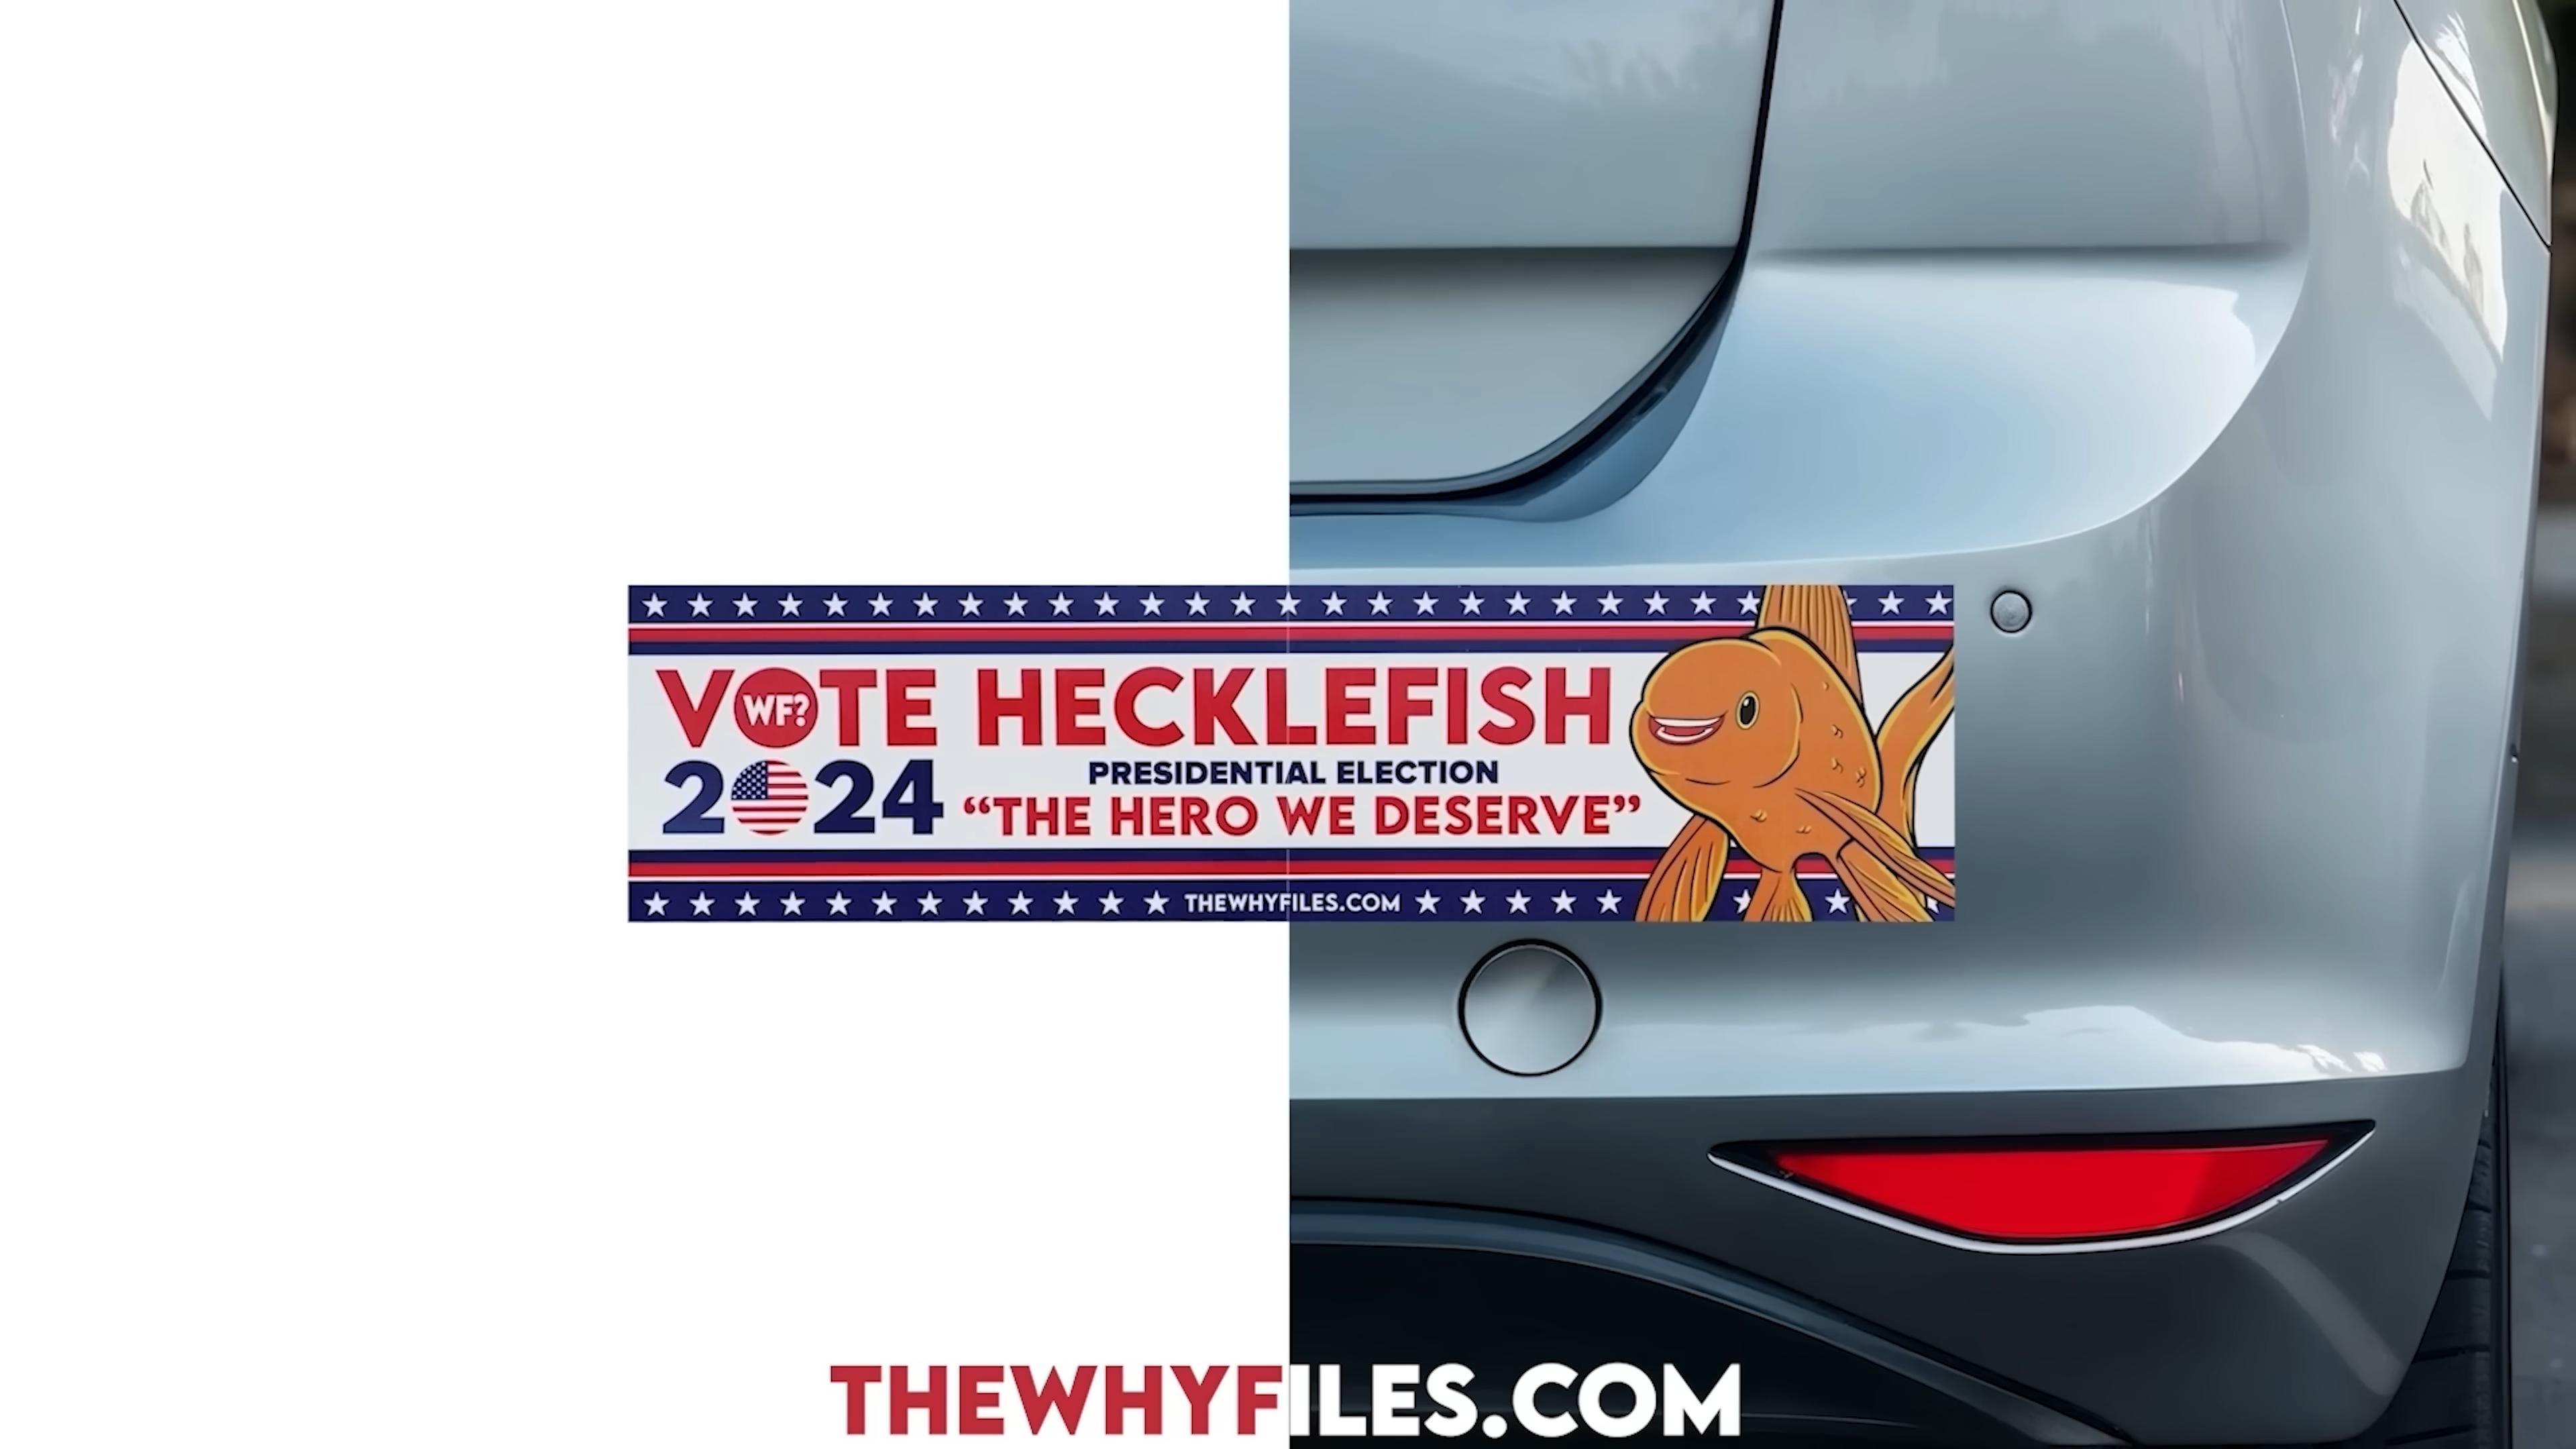 VOTE HECKLEFISH
WF?
2024
PRESIDENTIAL ELECTION
“THE HERO WE DESERVE”
THEWHYFILES.COM
THEWHYFILES.COM